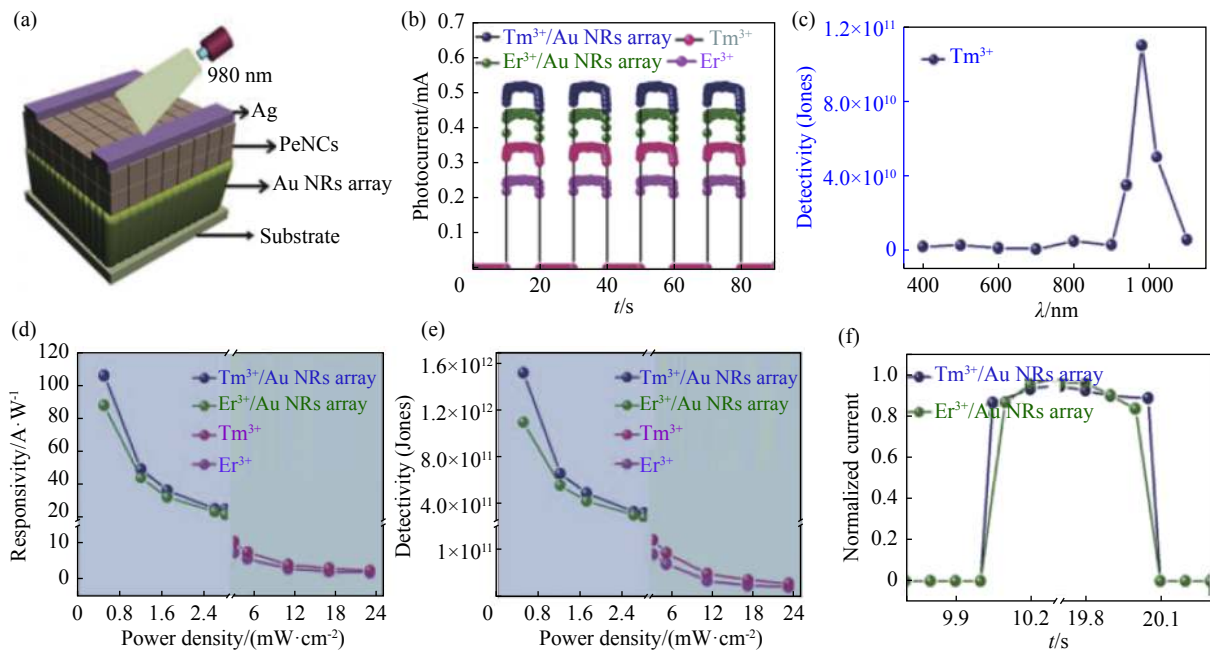 (a)
980 nm
Ag
PeNCs
Au NRs array
Substrate
(b)
Photocurrent/mA
0.7
0.6
0.5
0.4
0.3
0.2
0.1
Tm³⁺/Au NRs array
Tm³⁺
Er³⁺/Au NRs array
Er³⁺
0 20 40 60 80
t/s
(c)
Detectivity (Jones)
1.2×10¹¹
8.0×10¹⁰
4.0×10¹⁰
0
Tm³⁺
400 600 800 1 000
λ/nm
(d)
Responsivity/A·W⁻¹
120
100
80
60
40
20
10
0
Tm³⁺/Au NRs array
Er³⁺/Au NRs array
Tm³⁺
Er³⁺
0 0.8 1.6 2.4 6 12 18 24
Power density/(mW·cm⁻²)
(e)
Detectivity (Jones)
1.6×10¹²
1.2×10¹²
8.0×10¹¹
4.0×10¹¹
1×10¹¹
Tm³⁺/Au NRs array
Er³⁺/Au NRs array
Tm³⁺
Er³⁺
0 0.8 1.6 2.4 6 12 18 24
Power density/(mW·cm⁻²)
(f)
Normalized current
1.0
0.8
0.6
0.4
0.2
0
Tm³⁺/Au NRs array
Er³⁺/Au NRs array
9.9 10.2 19.8 20.1
t/s